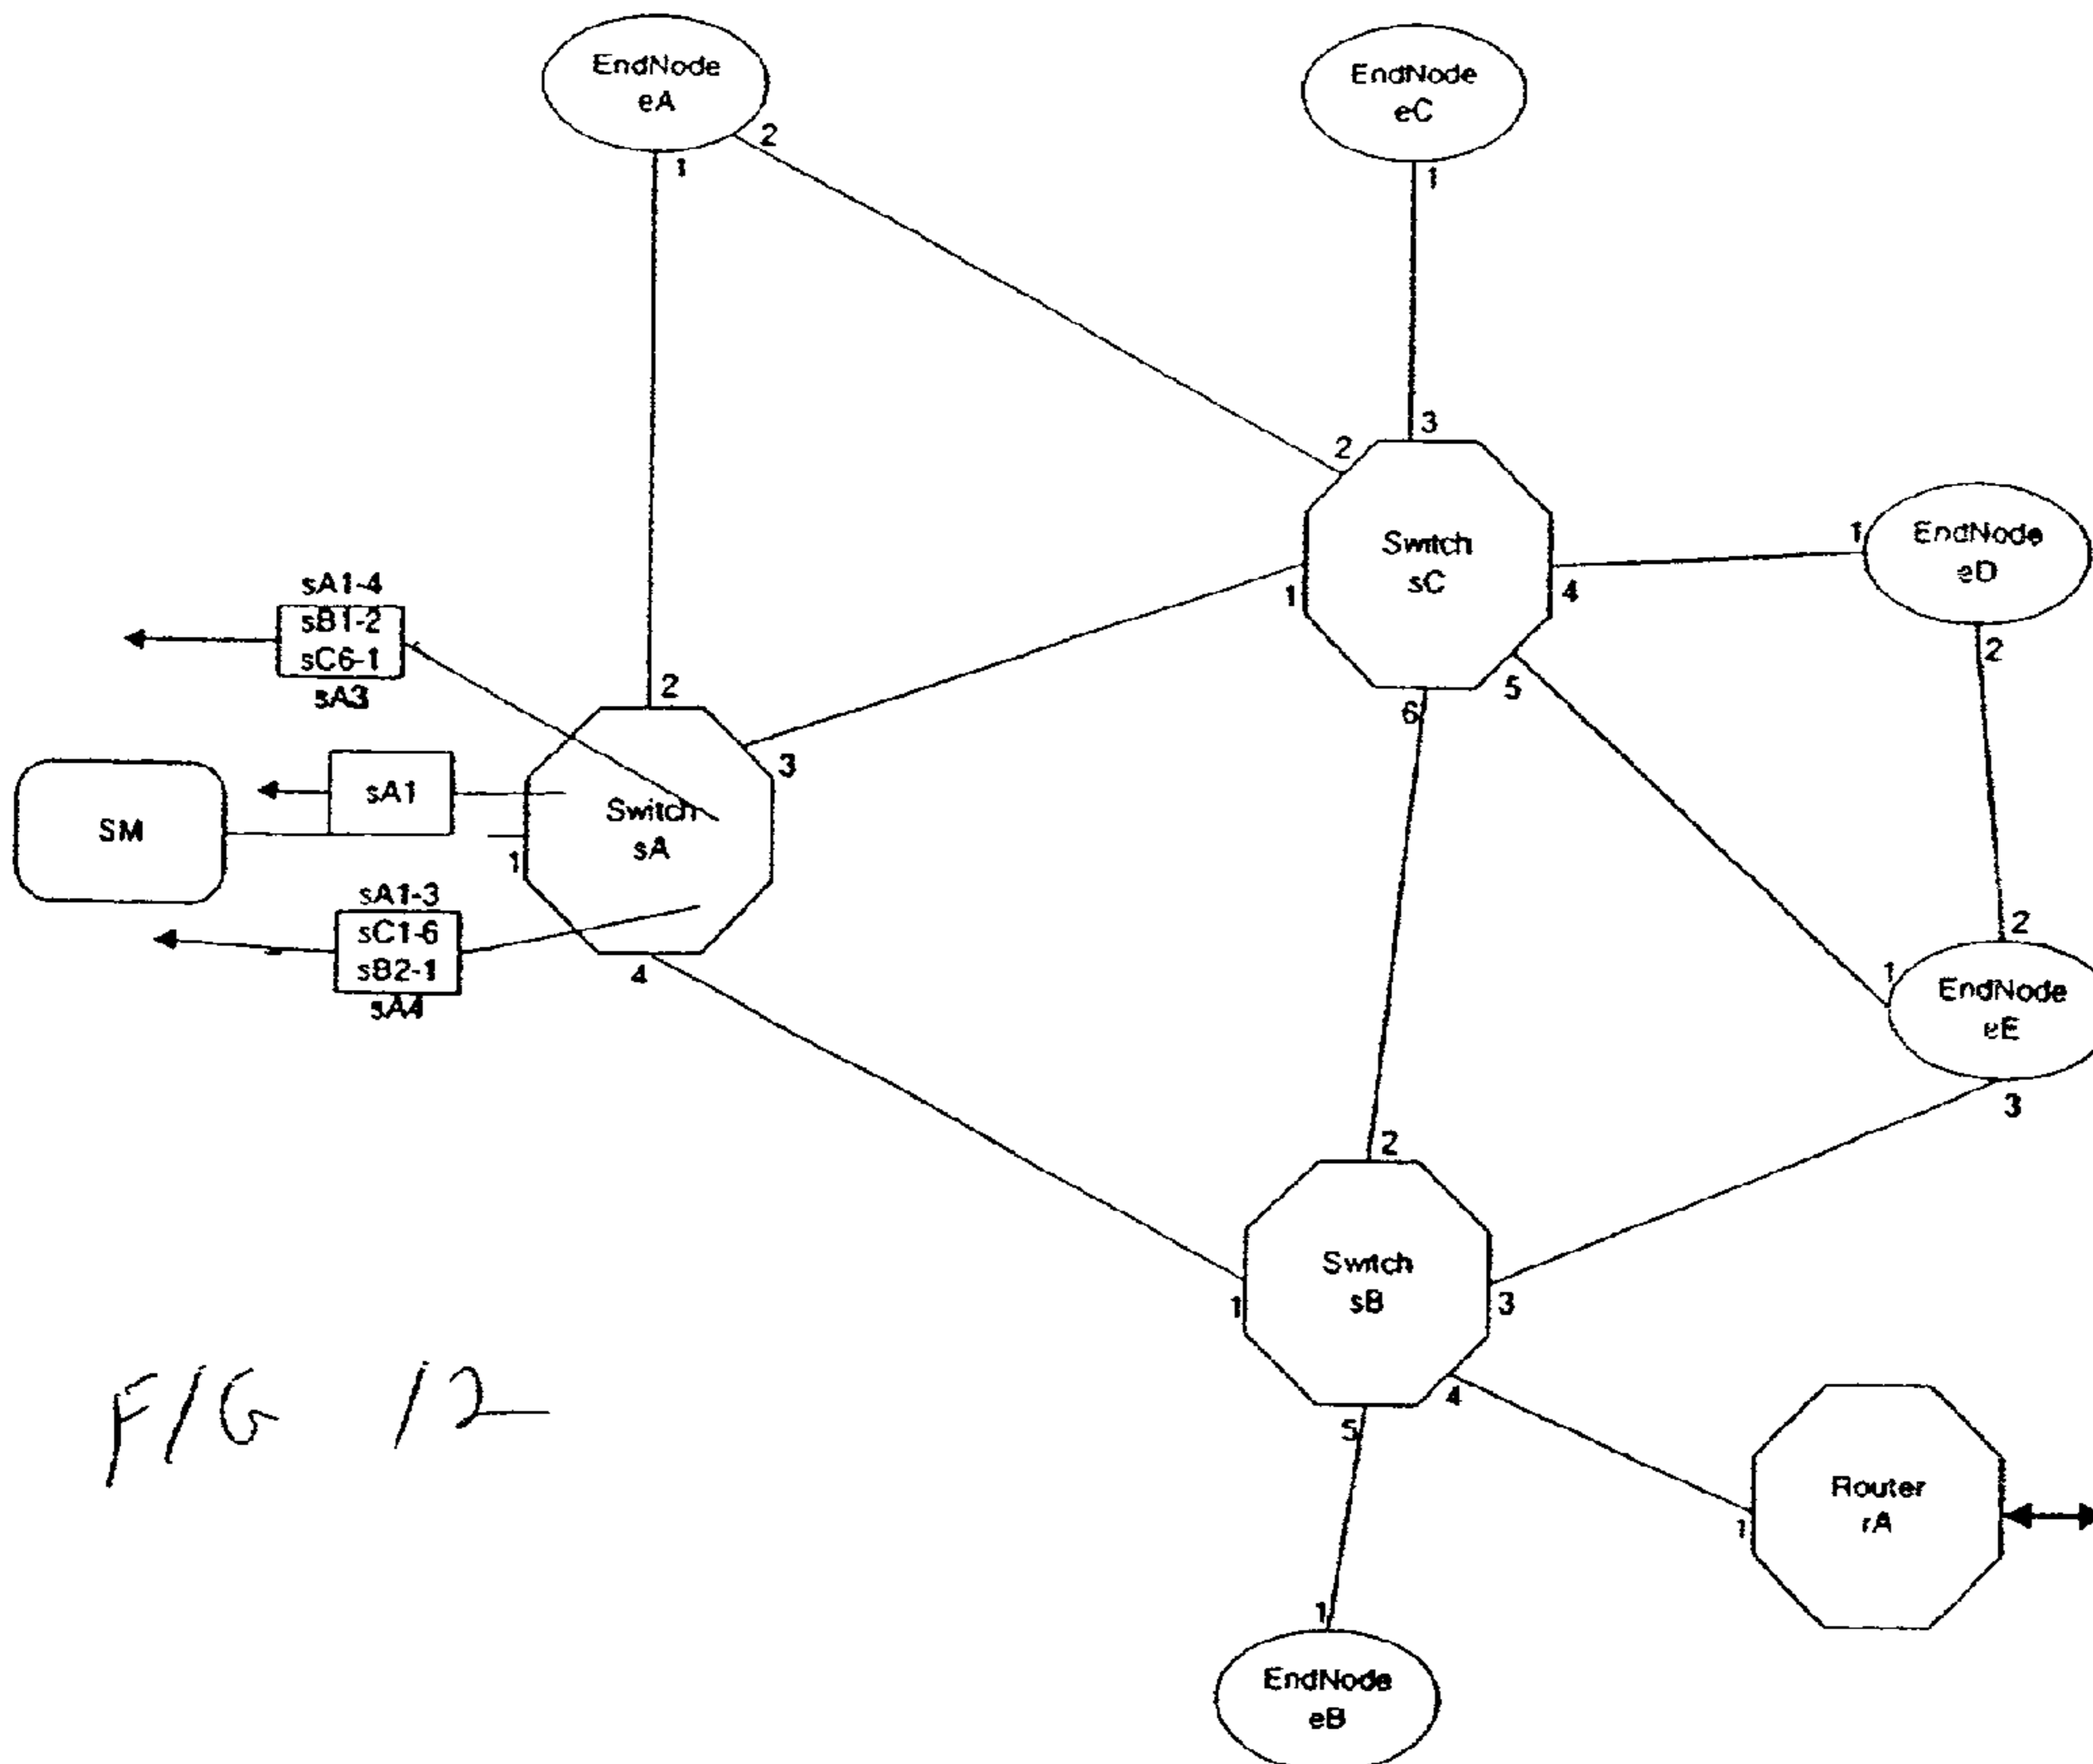 EndNode
eA
2
1
EndNode
eC
1
2
3
Switch
sC
1
4
5
6
1
EndNode
eD
2
sA1-4
sB1-2
sC6-1
sA3
2
3
SM
sA1
Switch
sA
1
4
sA1-3
sC1-6
sB2-1
sA4
2
1
EndNode
eE
3
2
Switch
sB
1
3
4
5
FIG 12
Router
rA
1
1
EndNode
eB